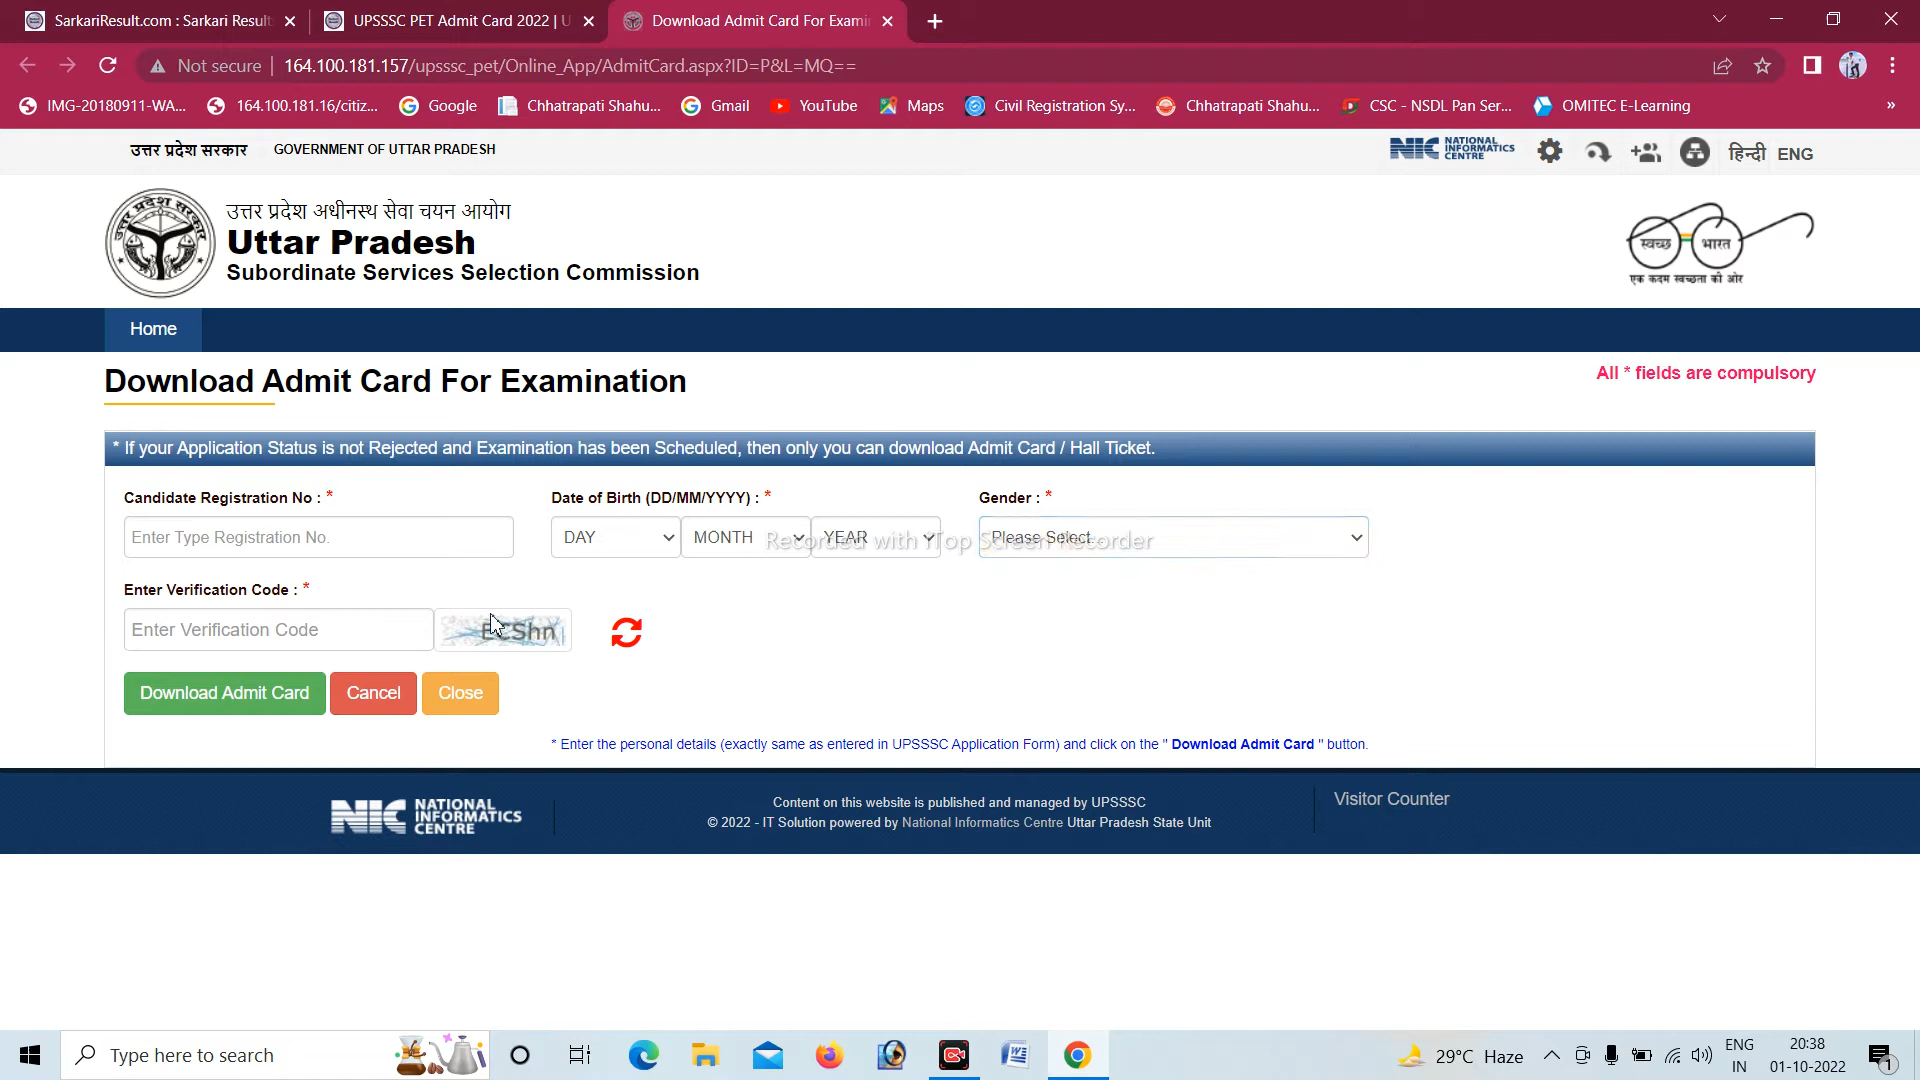 SarkariResult.com : Sarkari Result
UPSSSC PET Admit Card 2022 | U
Download Admit Card For Exami
Not secure
164.100.181.157/upsssc_pet/Online_App/AdmitCard.aspx?ID=P&L=MQ==
IMG-20180911-WA...
164.100.181.16/citiz...
Google
Chhatrapati Shahu...
Gmail
YouTube
Maps
Civil Registration Sy...
Chhatrapati Shahu...
CSC - NSDL Pan Ser...
OMITEC E-Learning
»
उत्तर प्रदेश सरकार
GOVERNMENT OF UTTAR PRADESH
NIC NATIONAL INFORMATICS CENTRE
हिन्दी
ENG
उत्तर प्रदेश अधीनस्थ सेवा चयन आयोग
Uttar Pradesh
Subordinate Services Selection Commission
स्वच्छ भारत
एक कदम स्वच्छता की ओर
Home
Download Admit Card For Examination
All * fields are compulsory
* If your Application Status is not Rejected and Examination has been Scheduled, then only you can download Admit Card / Hall Ticket.
Candidate Registration No : *
Date of Birth (DD/MM/YYYY) : *
Gender : *
Enter Type Registration No.
DAY
MONTH
YEAR
Please Select...
Recorded with iTop Screen Recorder
Enter Verification Code : *
Enter Verification Code
Download Admit Card
Cancel
Close
* Enter the personal details (exactly same as entered in UPSSSC Application Form) and click on the " Download Admit Card " button.
NIC NATIONAL INFORMATICS CENTRE
Content on this website is published and managed by UPSSSC
© 2022 - IT Solution powered by National Informatics Centre Uttar Pradesh State Unit
Visitor Counter
Type here to search
29°C Haze
ENG
IN
20:38
01-10-2022
1